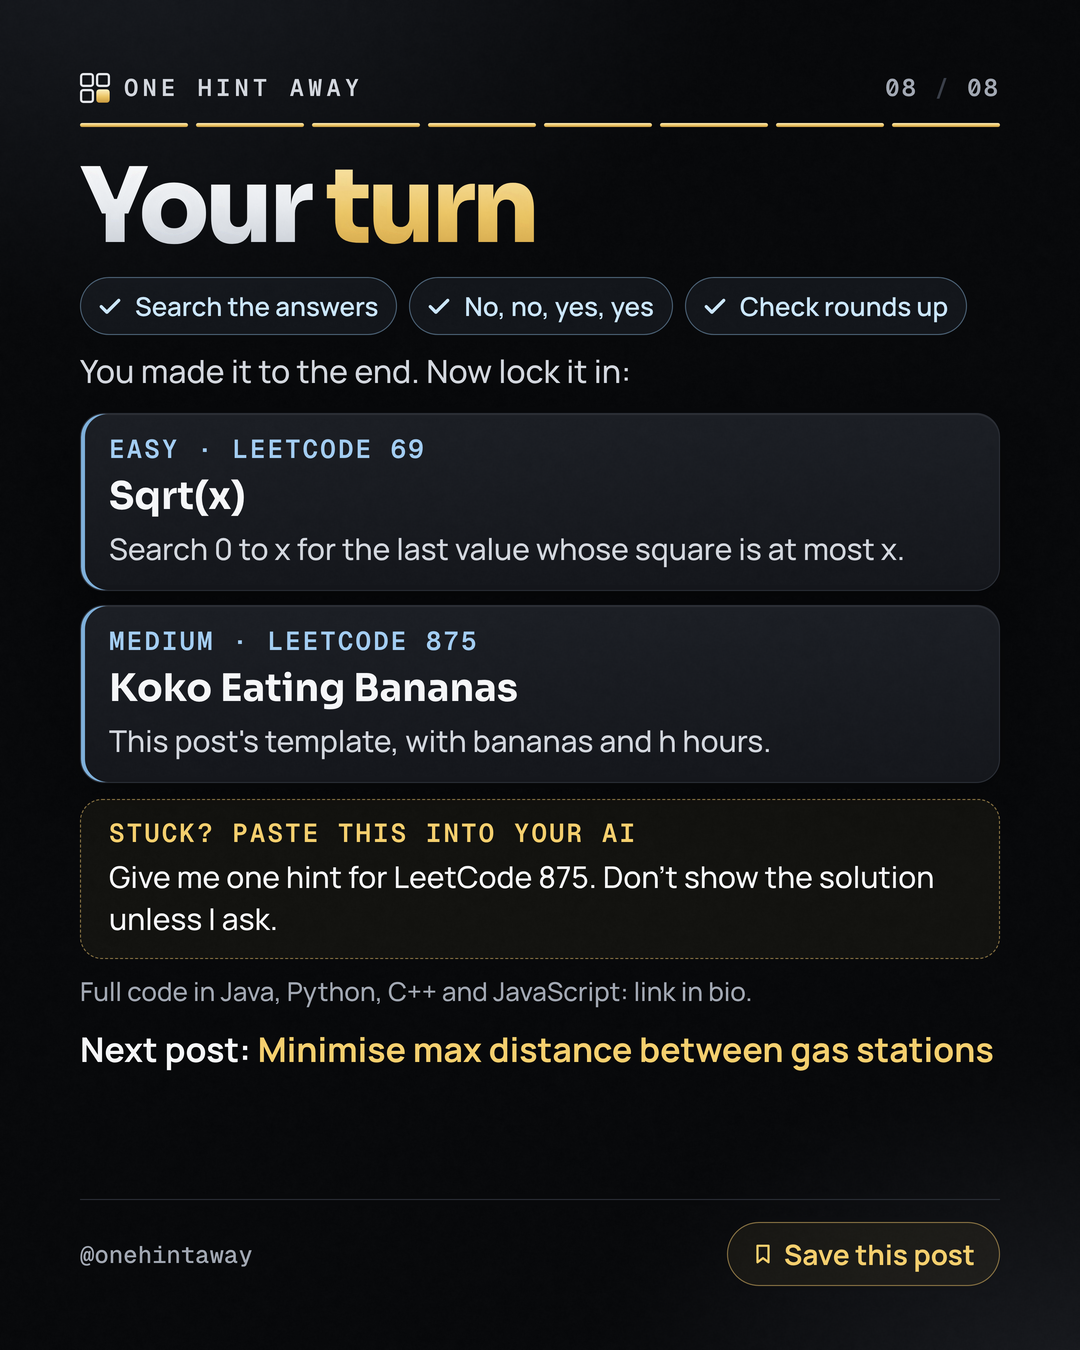 ONE HINT AWAY
08 / 08
Your turn
Search the answers
No, no, yes, yes
Check rounds up
You made it to the end. Now lock it in:
EASY · LEETCODE 69
Sqrt(x)
Search 0 to x for the last value whose square is at most x.
MEDIUM · LEETCODE 875
Koko Eating Bananas
This post's template, with bananas and h hours.
STUCK? PASTE THIS INTO YOUR AI
Give me one hint for LeetCode 875. Don’t show the solution
unless I ask.
Full code in Java, Python, C++ and JavaScript: link in bio.
Next post: Minimise max distance between gas stations
@onehintaway
Save this post